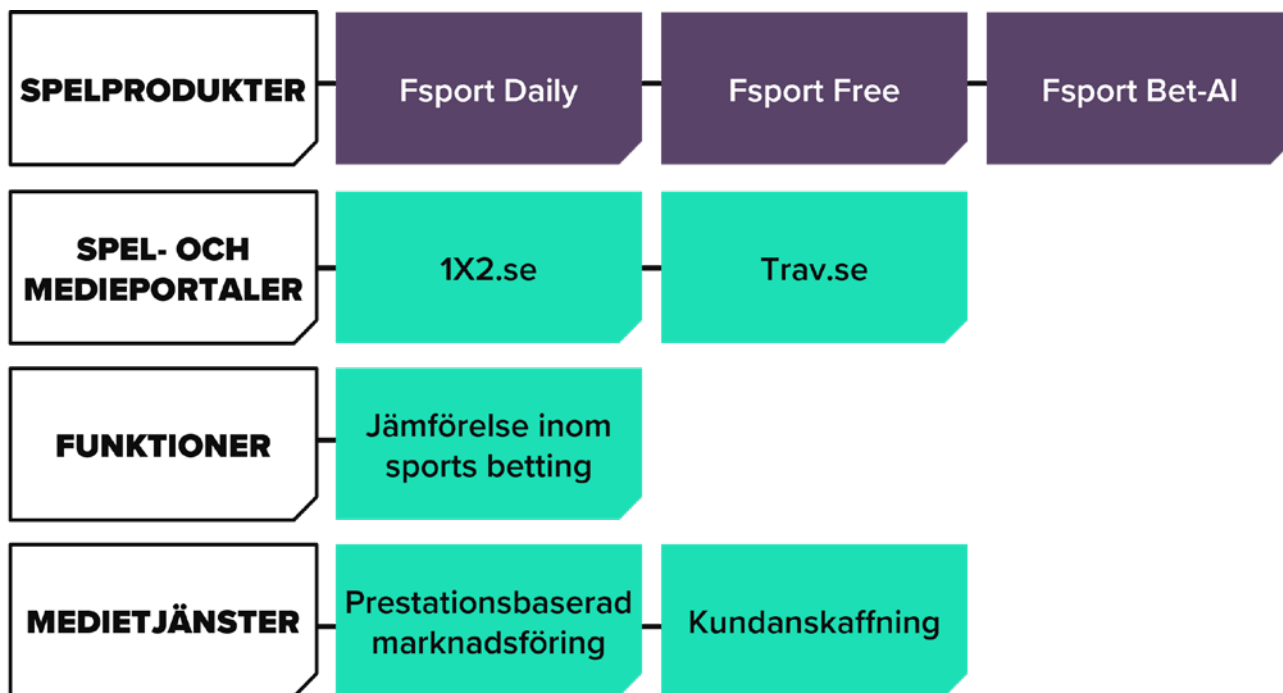 SPELPRODUKTER
Fsport Daily
Fsport Free
Fsport Bet-AI
SPEL- OCH
MEDIEPORTALER
1X2.se
Trav.se
FUNKTIONER
Jämförelse inom
sports betting
MEDIETJÄNSTER
Prestationsbaserad
marknadsföring
Kundanskaffning